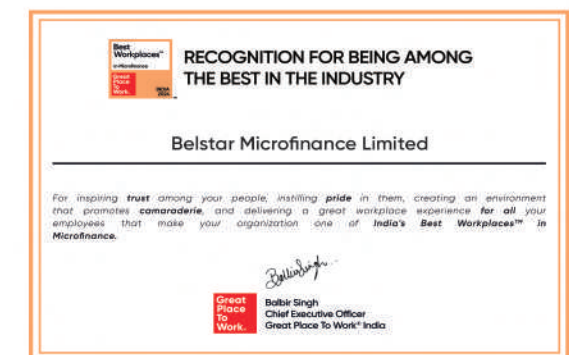 Best
Workplaces™
in Microfinance
Great
Place
To
Work.
INDIA
2024
RECOGNITION FOR BEING AMONG
THE BEST IN THE INDUSTRY
Belstar Microfinance Limited
For inspiring trust among your people, instilling pride in them, creating an environment
that promotes camaraderie, and delivering a great workplace experience for all your
employees that make your organization one of India's Best Workplaces™ in
Microfinance.
Balbir Singh
Great
Place
To
Work.
Balbir Singh
Chief Executive Officer
Great Place To Work® India